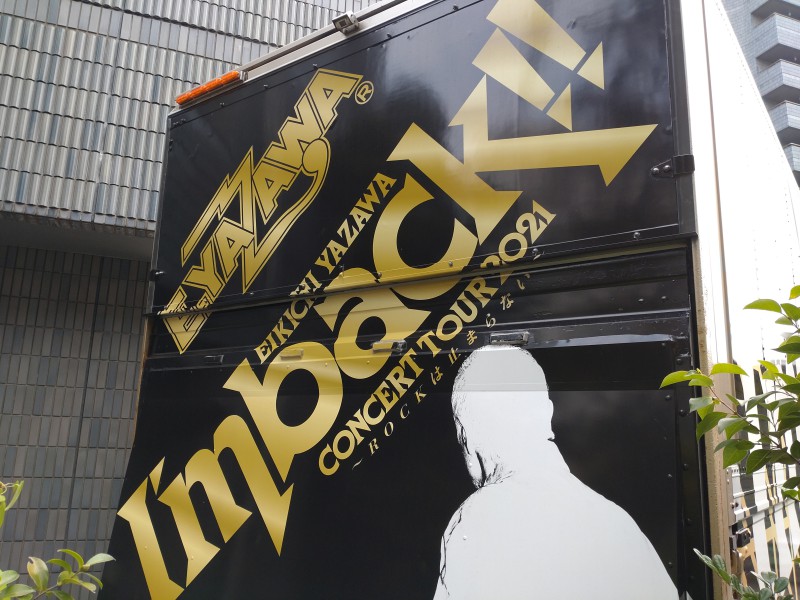 E.YAZAWA®
EIKICHI YAZAWA
I'm back!!
CONCERT TOUR 2021
~ROCKは止まらない